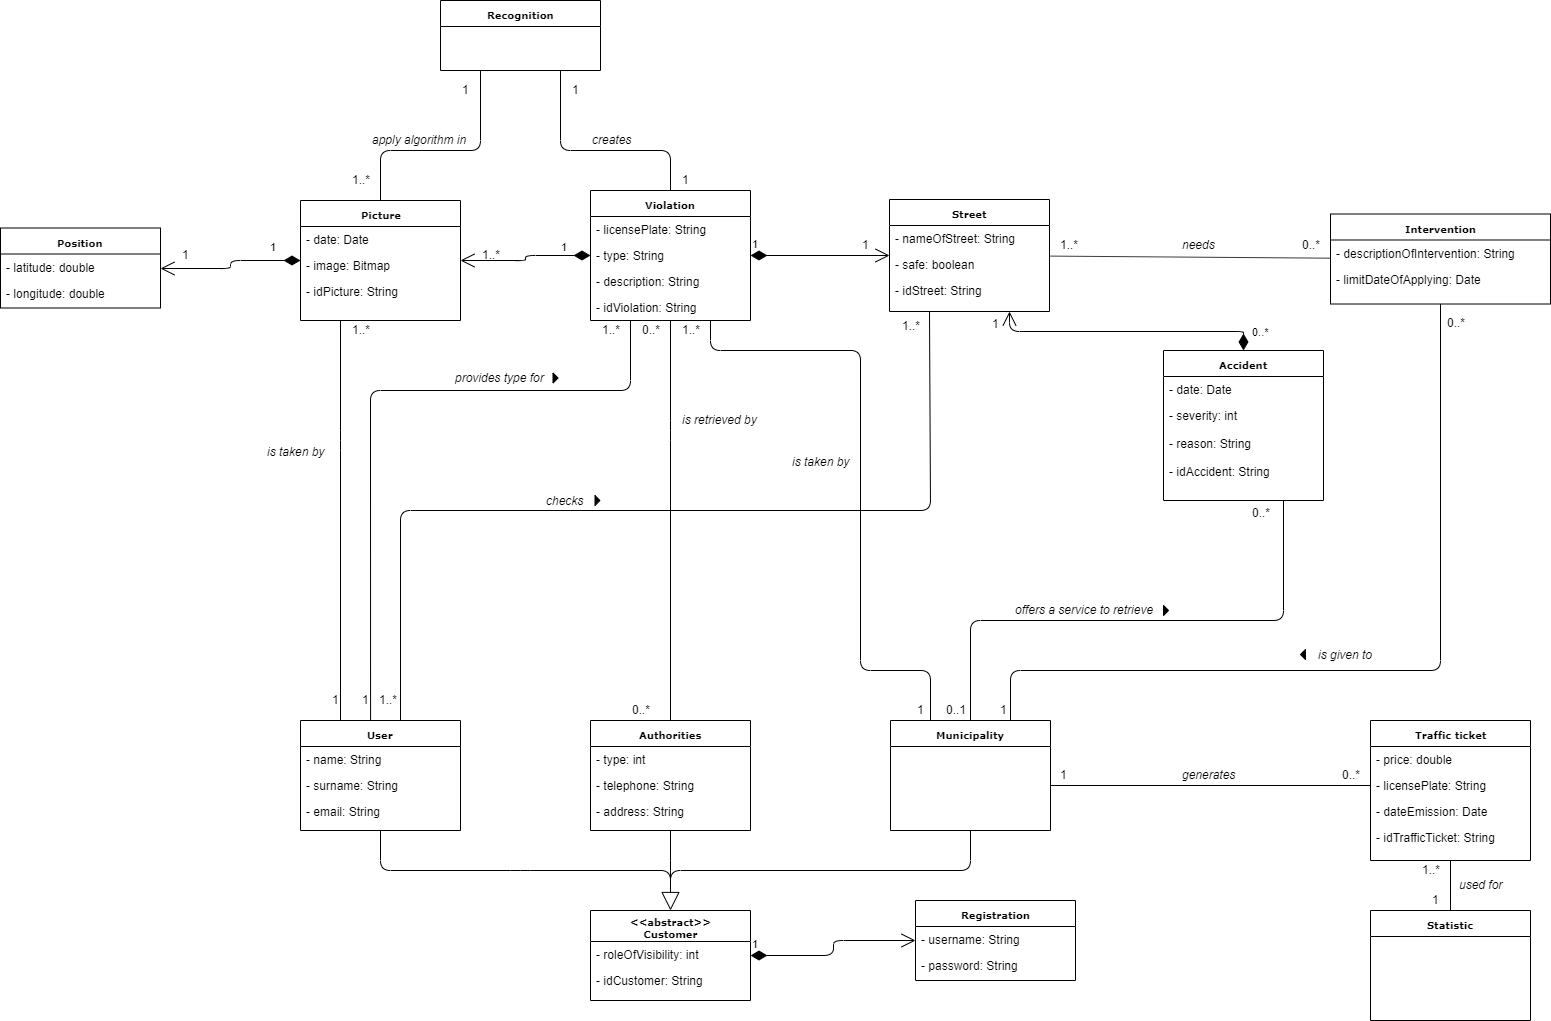 Recognition
1
1
apply algorithm in
creates
1..*
1
Position
- latitude: double
- longitude: double
1
1
Picture
- date: Date
- image: Bitmap
- idPicture: String
1..*
1
Violation
- licensePlate: String
- type: String
- description: String
- idViolation: String
1
1
Street
- nameOfStreet: String
- safe: boolean
- idStreet: String
1..*
needs
0..*
Intervention
- descriptionOfIntervention: String
- limitDateOfApplying: Date
1..*
1..*
0..*
1..*
1..*
1
0..*
0..*
Accident
- date: Date
- severity: int
- reason: String
- idAccident: String
0..*
provides type for
is retrieved by
is taken by
is taken by
checks
offers a service to retrieve
is given to
1
1
1..*
0..*
1
0..1
1
User
- name: String
- surname: String
- email: String
Authorities
- type: int
- telephone: String
- address: String
Municipality
1
generates
0..*
Traffic ticket
- price: double
- licensePlate: String
- dateEmission: Date
- idTrafficTicket: String
1..*
used for
1
Statistic
<<abstract>>
Customer
- roleOfVisibility: int
- idCustomer: String
1
Registration
- username: String
- password: String